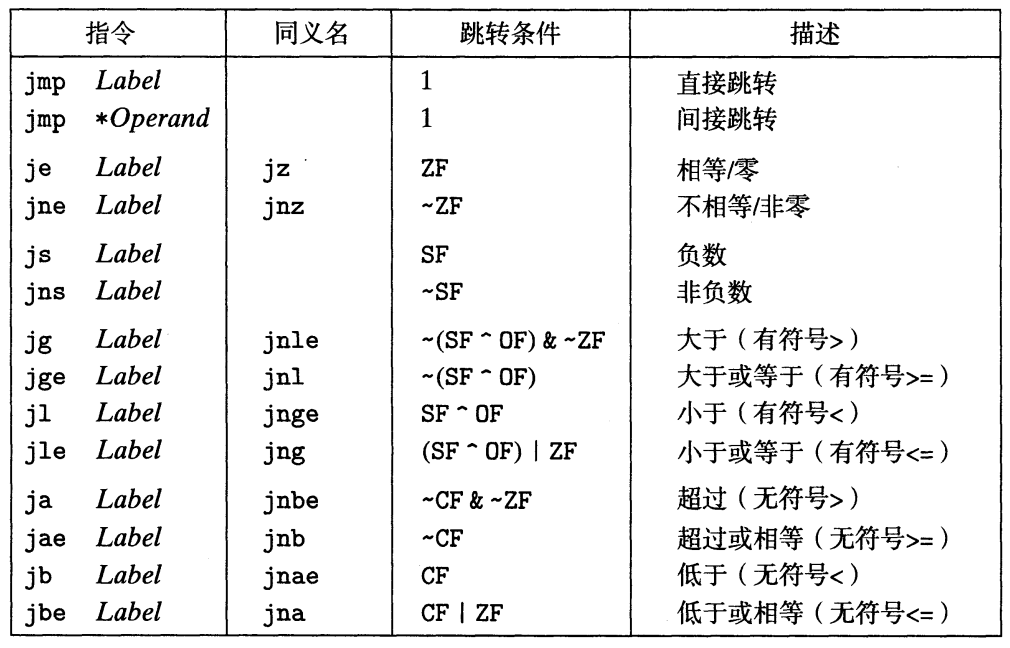 指令 同义名 跳转条件 描述
jmp Label 1 直接跳转
jmp *Operand 1 间接跳转
je Label jz ZF 相等/零
jne Label jnz ~ZF 不相等/非零
js Label SF 负数
jns Label ~SF 非负数
jg Label jnle ~(SF ^ OF) & ~ZF 大于（有符号>）
jge Label jnl ~(SF ^ OF) 大于或等于（有符号>=）
jl Label jnge SF ^ OF 小于（有符号<）
jle Label jng (SF ^ OF) | ZF 小于或等于（有符号<=）
ja Label jnbe ~CF & ~ZF 超过（无符号>）
jae Label jnb ~CF 超过或相等（无符号>=）
jb Label jnae CF 低于（无符号<）
jbe Label jna CF | ZF 低于或相等（无符号<=）